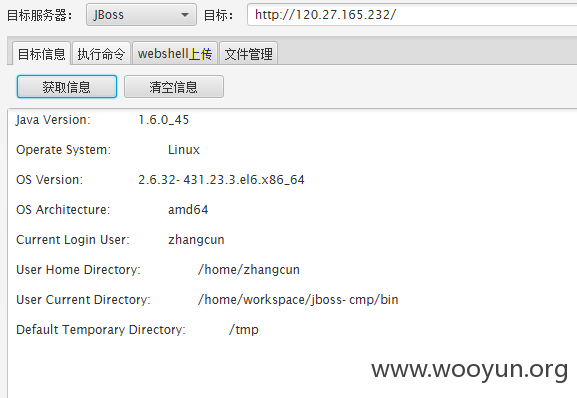 目标服务器： JBoss 目标： http://120.27.165.232/
目标信息 执行命令 webshell上传 文件管理
获取信息 清空信息
Java Version: 1.6.0_45
Operate System: Linux
OS Version: 2.6.32-431.23.3.el6.x86_64
OS Architecture: amd64
Current Login User: zhangcun
User Home Directory: /home/zhangcun
User Current Directory: /home/workspace/jboss-cmp/bin
Default Temporary Directory: /tmp
www.wooyun.org